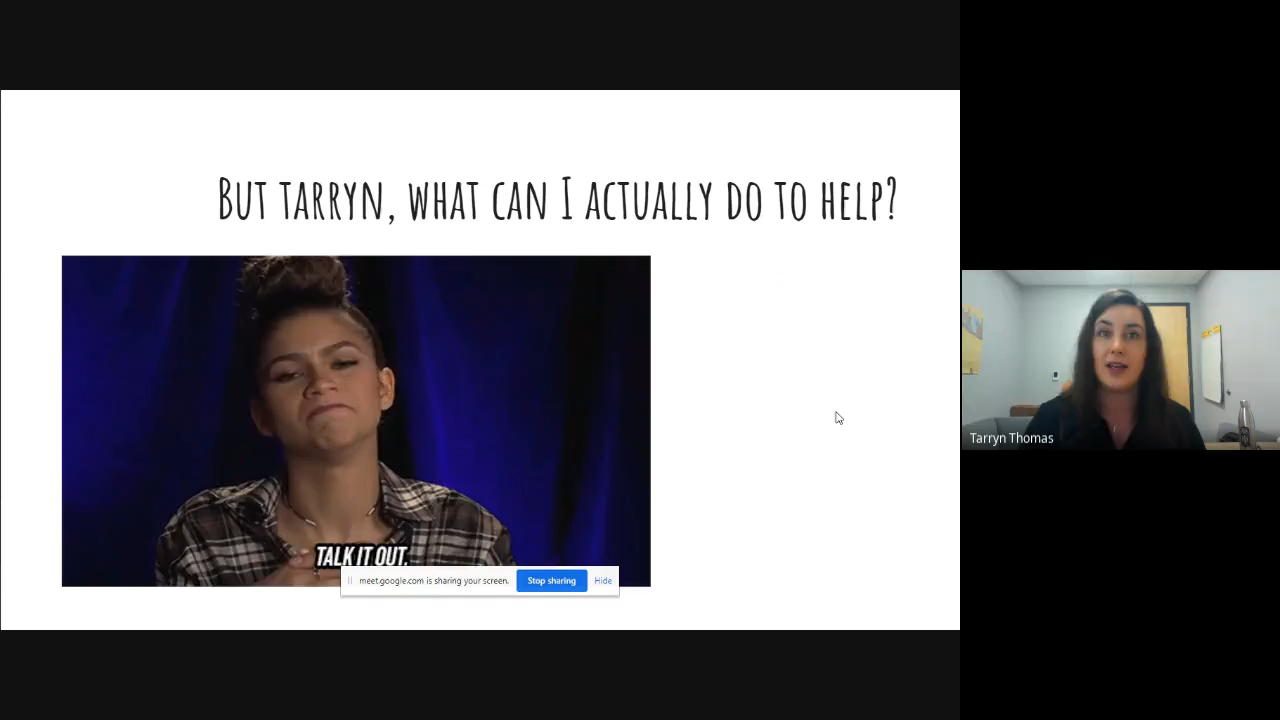 But tarryn, what can I actually do to help?
TALK IT OUT.
meet.google.com is sharing your screen. Stop sharing Hide
Tarryn Thomas